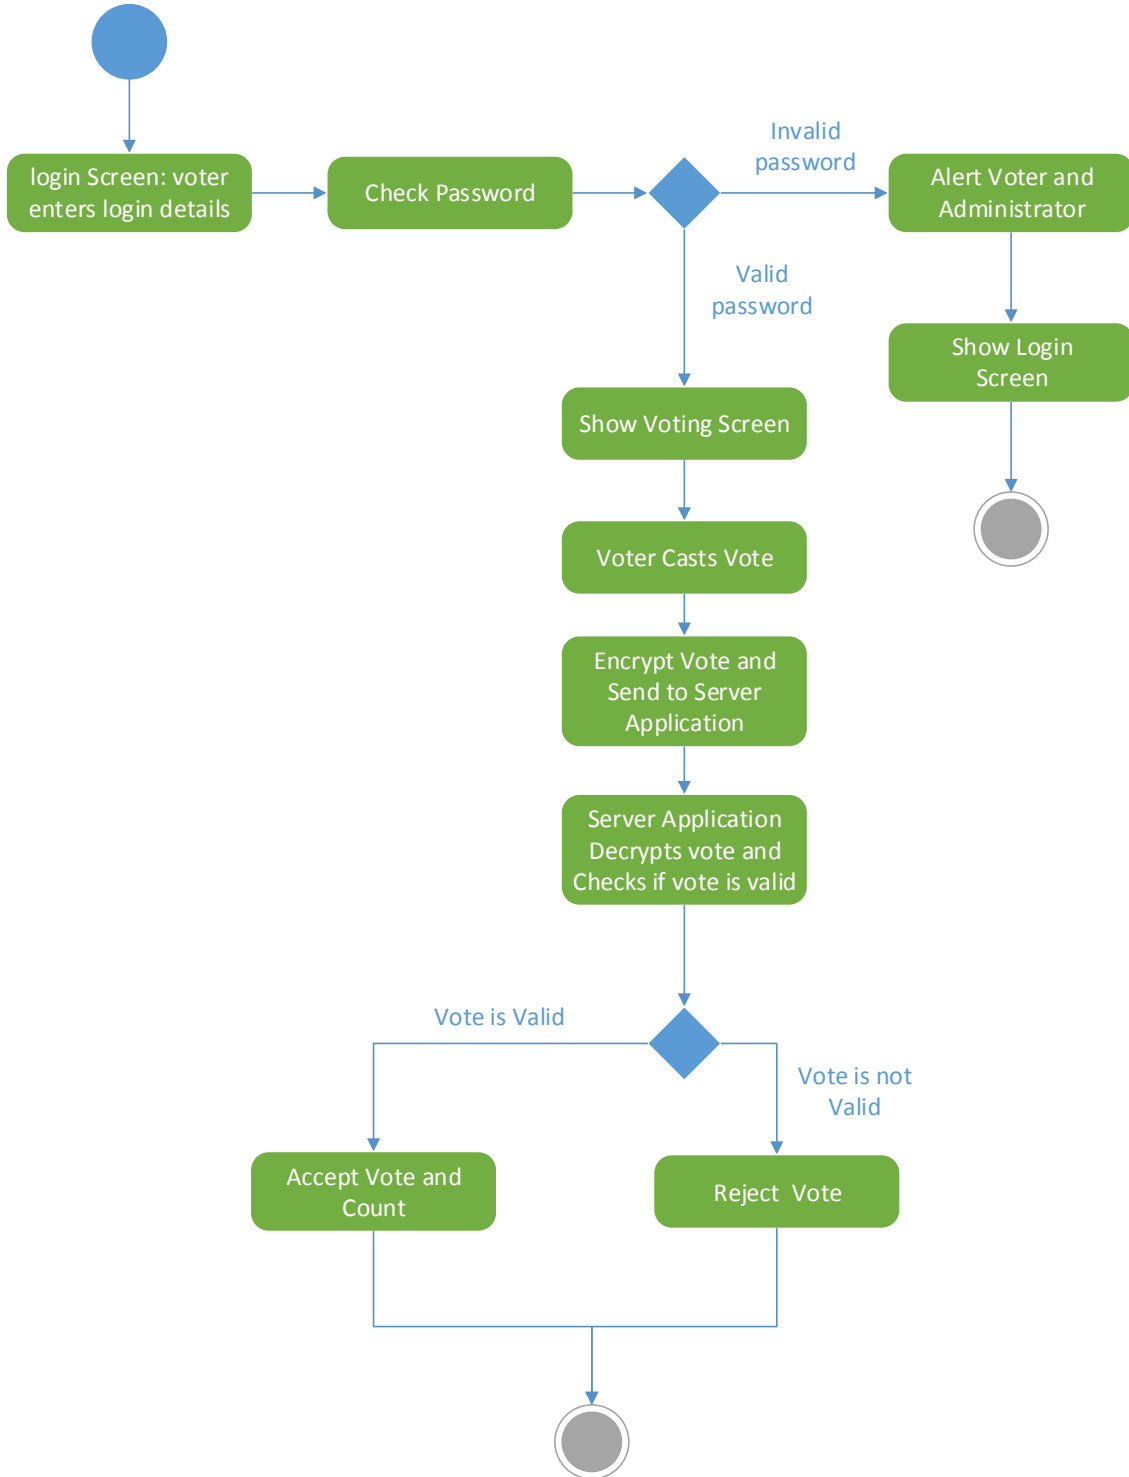 login Screen: voter
enters login details
Check Password
Invalid
password
Alert Voter and
Administrator
Valid
password
Show Login
Screen
Show Voting Screen
Voter Casts Vote
Encrypt Vote and
Send to Server
Application
Server Application
Decrypts vote and
Checks if vote is valid
Vote is Valid
Vote is not
Valid
Accept Vote and
Count
Reject  Vote